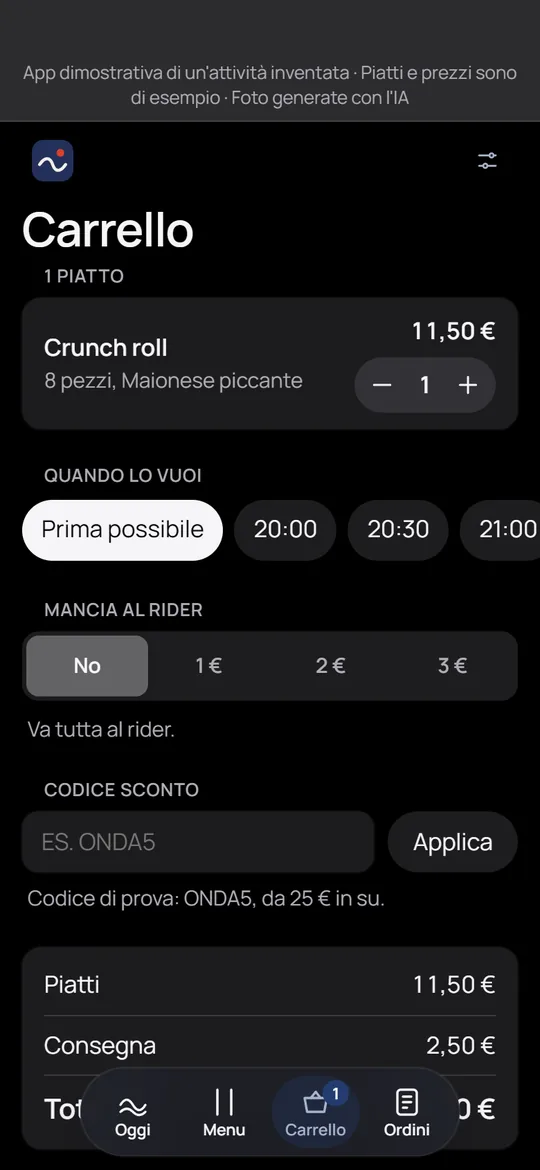 App dimostrativa di un'attività inventata · Piatti e prezzi sono
di esempio · Foto generate con l'IA
Carrello
1 PIATTO
11,50 €
Crunch roll
8 pezzi, Maionese piccante
1
QUANDO LO VUOI
Prima possibile 20:00 20:30 21:00
MANCIA AL RIDER
No 1 € 2 € 3 €
Va tutta al rider.
CODICE SCONTO
ES. ONDA5 Applica
Codice di prova: ONDA5, da 25 € in su.
Piatti 11,50 €
Consegna 2,50 €
1
Oggi Menu Carrello Ordini